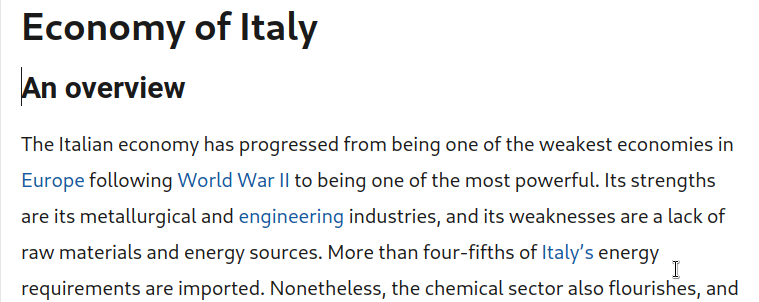 Economy of Italy
An overview
The Italian economy has progressed from being one of the weakest economies in
Europe following World War II to being one of the most powerful. Its strengths
are its metallurgical and engineering industries, and its weaknesses are a lack of
raw materials and energy sources. More than four-fifths of Italy’s energy
requirements are imported. Nonetheless, the chemical sector also flourishes, and